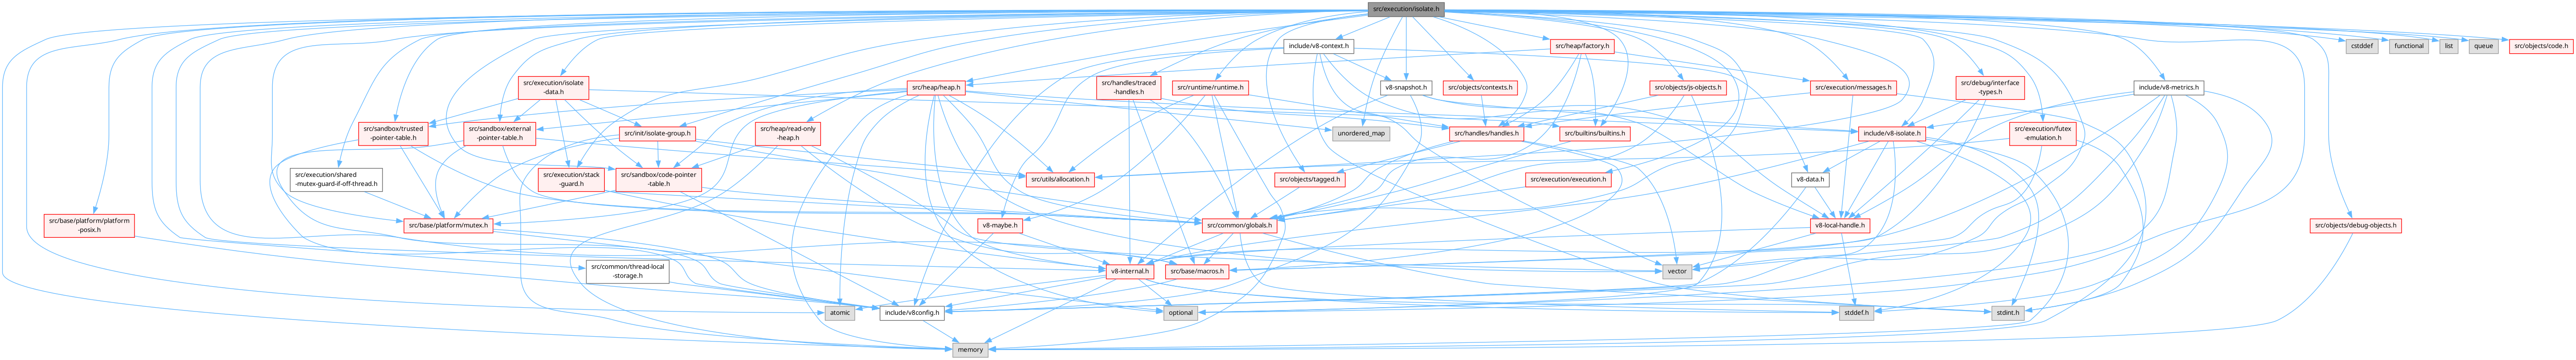 src/execution/isolate.h
include/v8-context.h
src/heap/factory.h
cstddef
functional
list
queue
src/objects/code.h
src/execution/isolate
-data.h
src/heap/heap.h
src/handles/traced
-handles.h
src/runtime/runtime.h
v8-snapshot.h
src/objects/contexts.h
src/objects/js-objects.h
src/execution/messages.h
src/debug/interface
-types.h
include/v8-metrics.h
src/sandbox/trusted
-pointer-table.h
src/sandbox/external
-pointer-table.h
src/init/isolate-group.h
src/heap/read-only
-heap.h
unordered_map
src/handles/handles.h
src/builtins/builtins.h
include/v8-isolate.h
src/execution/futex
-emulation.h
src/execution/shared
-mutex-guard-if-off-thread.h
src/execution/stack
-guard.h
src/sandbox/code-pointer
-table.h
src/utils/allocation.h
src/objects/tagged.h
src/execution/execution.h
v8-data.h
src/base/platform/platform
-posix.h
src/base/platform/mutex.h
v8-maybe.h
src/common/globals.h
v8-local-handle.h
src/objects/debug-objects.h
src/common/thread-local
-storage.h
v8-internal.h
src/base/macros.h
vector
atomic
include/v8config.h
optional
stddef.h
stdint.h
memory